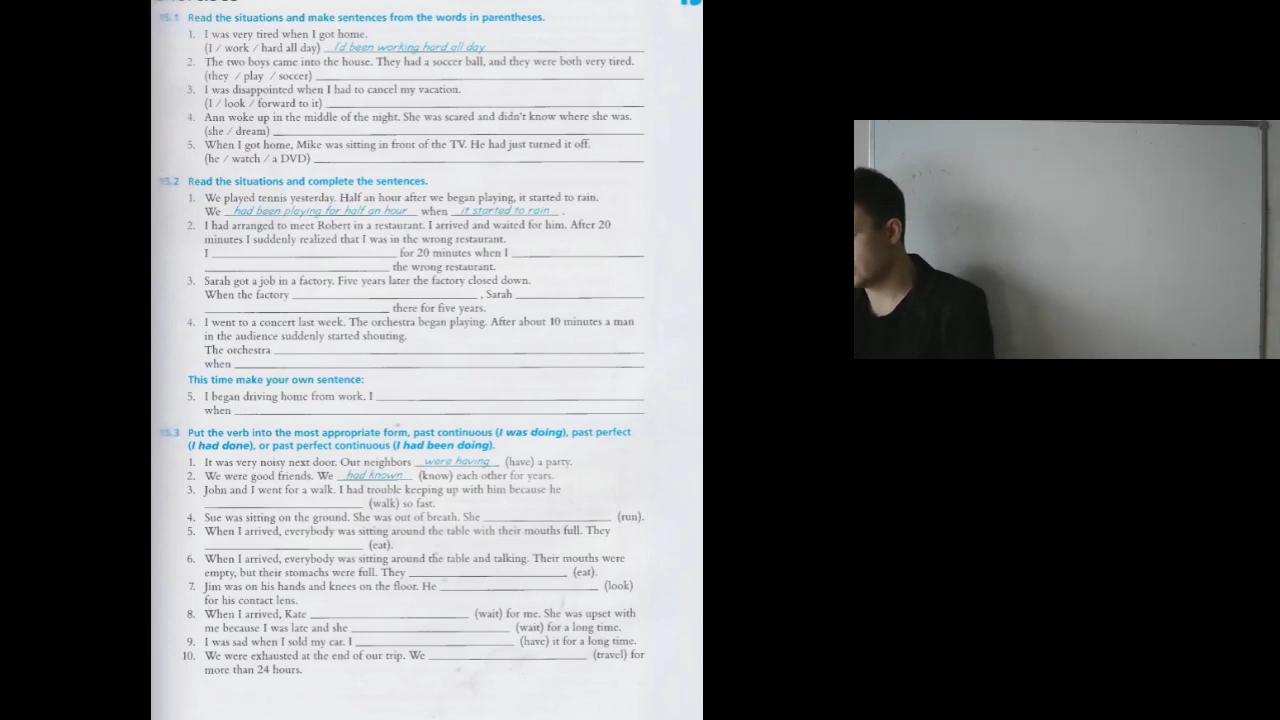 15.1 Read the situations and make sentences from the words in parentheses.
1. I was very tired when I got home.
(I / work / hard all day) I'd been working hard all day.
2. The two boys came into the house. They had a soccer ball, and they were both very tired.
(they / play / soccer)
3. I was disappointed when I had to cancel my vacation.
(I / look / forward to it)
4. Ann woke up in the middle of the night. She was scared and didn't know where she was.
(she / dream)
5. When I got home, Mike was sitting in front of the TV. He had just turned it off.
(he / watch / a DVD)
15.2 Read the situations and complete the sentences.
1. We played tennis yesterday. Half an hour after we began playing, it started to rain.
We had been playing for half an hour when it started to rain .
2. I had arranged to meet Robert in a restaurant. I arrived and waited for him. After 20
minutes I suddenly realized that I was in the wrong restaurant.
I for 20 minutes when I
the wrong restaurant.
3. Sarah got a job in a factory. Five years later the factory closed down.
When the factory , Sarah
there for five years.
4. I went to a concert last week. The orchestra began playing. After about 10 minutes a man
in the audience suddenly started shouting.
The orchestra
when
This time make your own sentence:
5. I began driving home from work. I
when
15.3 Put the verb into the most appropriate form, past continuous (I was doing), past perfect
(I had done), or past perfect continuous (I had been doing).
1. It was very noisy next door. Our neighbors were having (have) a party.
2. We were good friends. We had known (know) each other for years.
3. John and I went for a walk. I had trouble keeping up with him because he
(walk) so fast.
4. Sue was sitting on the ground. She was out of breath. She (run).
5. When I arrived, everybody was sitting around the table with their mouths full. They
(eat).
6. When I arrived, everybody was sitting around the table and talking. Their mouths were
empty, but their stomachs were full. They (eat).
7. Jim was on his hands and knees on the floor. He (look)
for his contact lens.
8. When I arrived, Kate (wait) for me. She was upset with
me because I was late and she (wait) for a long time.
9. I was sad when I sold my car. I (have) it for a long time.
10. We were exhausted at the end of our trip. We (travel) for
more than 24 hours.